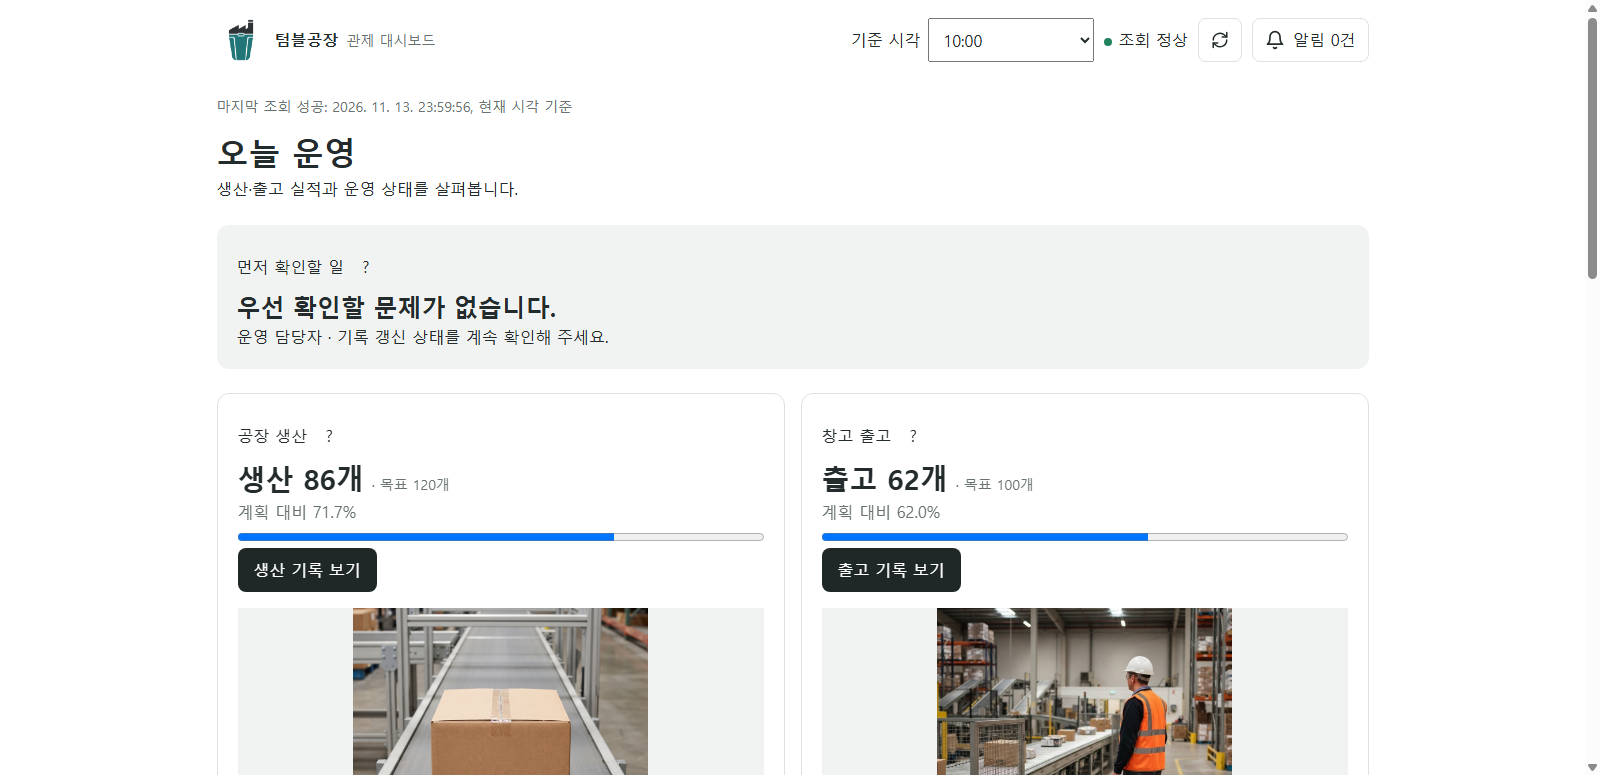 텀블공장 관제 대시보드
기준 시각 10:00 조회 정상 알림 0건
마지막 조회 성공: 2026. 11. 13. 23:59:56, 현재 시각 기준
오늘 운영
생산·출고 실적과 운영 상태를 살펴봅니다.
먼저 확인할 일 ?
우선 확인할 문제가 없습니다.
운영 담당자 · 기록 갱신 상태를 계속 확인해 주세요.
공장 생산 ?
생산 86개 · 목표 120개
계획 대비 71.7%
생산 기록 보기
창고 출고 ?
출고 62개 · 목표 100개
계획 대비 62.0%
출고 기록 보기